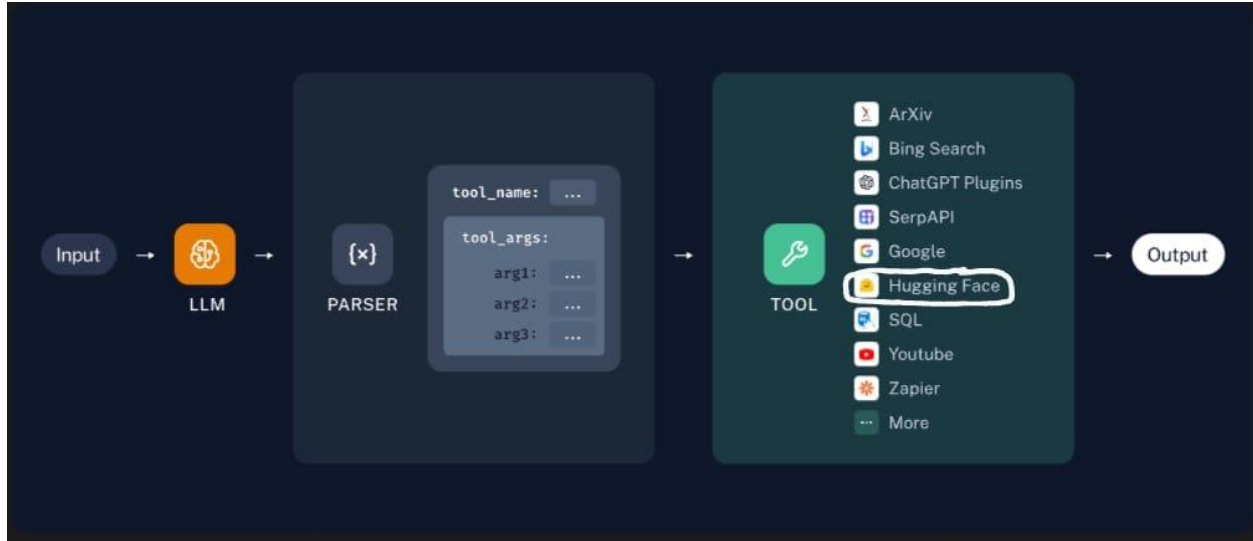 Input
LLM
{×}
PARSER
tool_name: ...
tool_args:
arg1: ...
arg2: ...
arg3: ...
TOOL
ArXiv
Bing Search
ChatGPT Plugins
SerpAPI
Google
Hugging Face
SQL
Youtube
Zapier
More
Output